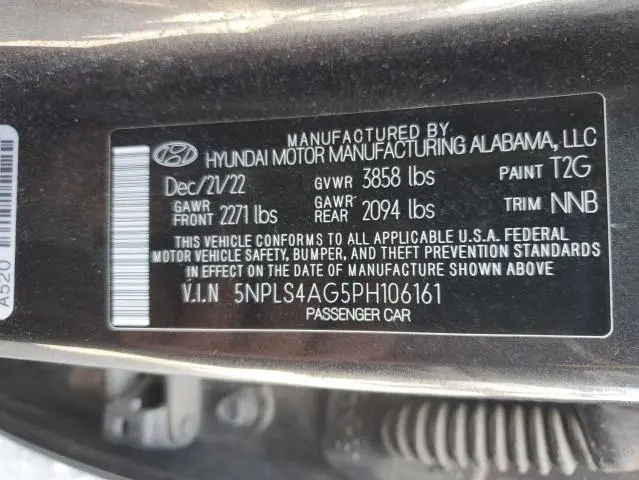 MANUFACTURED BY
HYUNDAI MOTOR MANUFACTURING ALABAMA, LLC
Dec/21/22 GVWR 3858 lbs PAINT T2G
GAWR FRONT 2271 lbs GAWR REAR 2094 lbs TRIM NNB
THIS VEHICLE CONFORMS TO ALL APPLICABLE U.S.A. FEDERAL
MOTOR VEHICLE SAFETY, BUMPER, AND THEFT PREVENTION STANDARDS
IN EFFECT ON THE DATE OF MANUFACTURE SHOWN ABOVE
V.I.N 5NPLS4AG5PH106161
PASSENGER CAR
A520